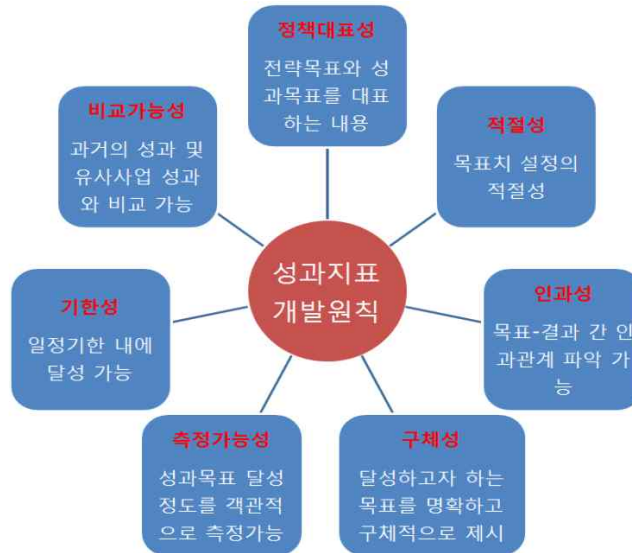 정책대표성
전략목표와 성
과목표를 대표
하는 내용
비교가능성
과거의 성과 및
유사사업 성과
와 비교 가능
적절성
목표치 설정의
적절성
성과지표
개발원칙
기한성
일정기한 내에
달성 가능
인과성
목표-결과 간 인
과관계 파악 가
능
측정가능성
성과목표 달성
정도를 객관적
으로 측정가능
구체성
달성하고자 하는
목표를 명확하고
구체적으로 제시